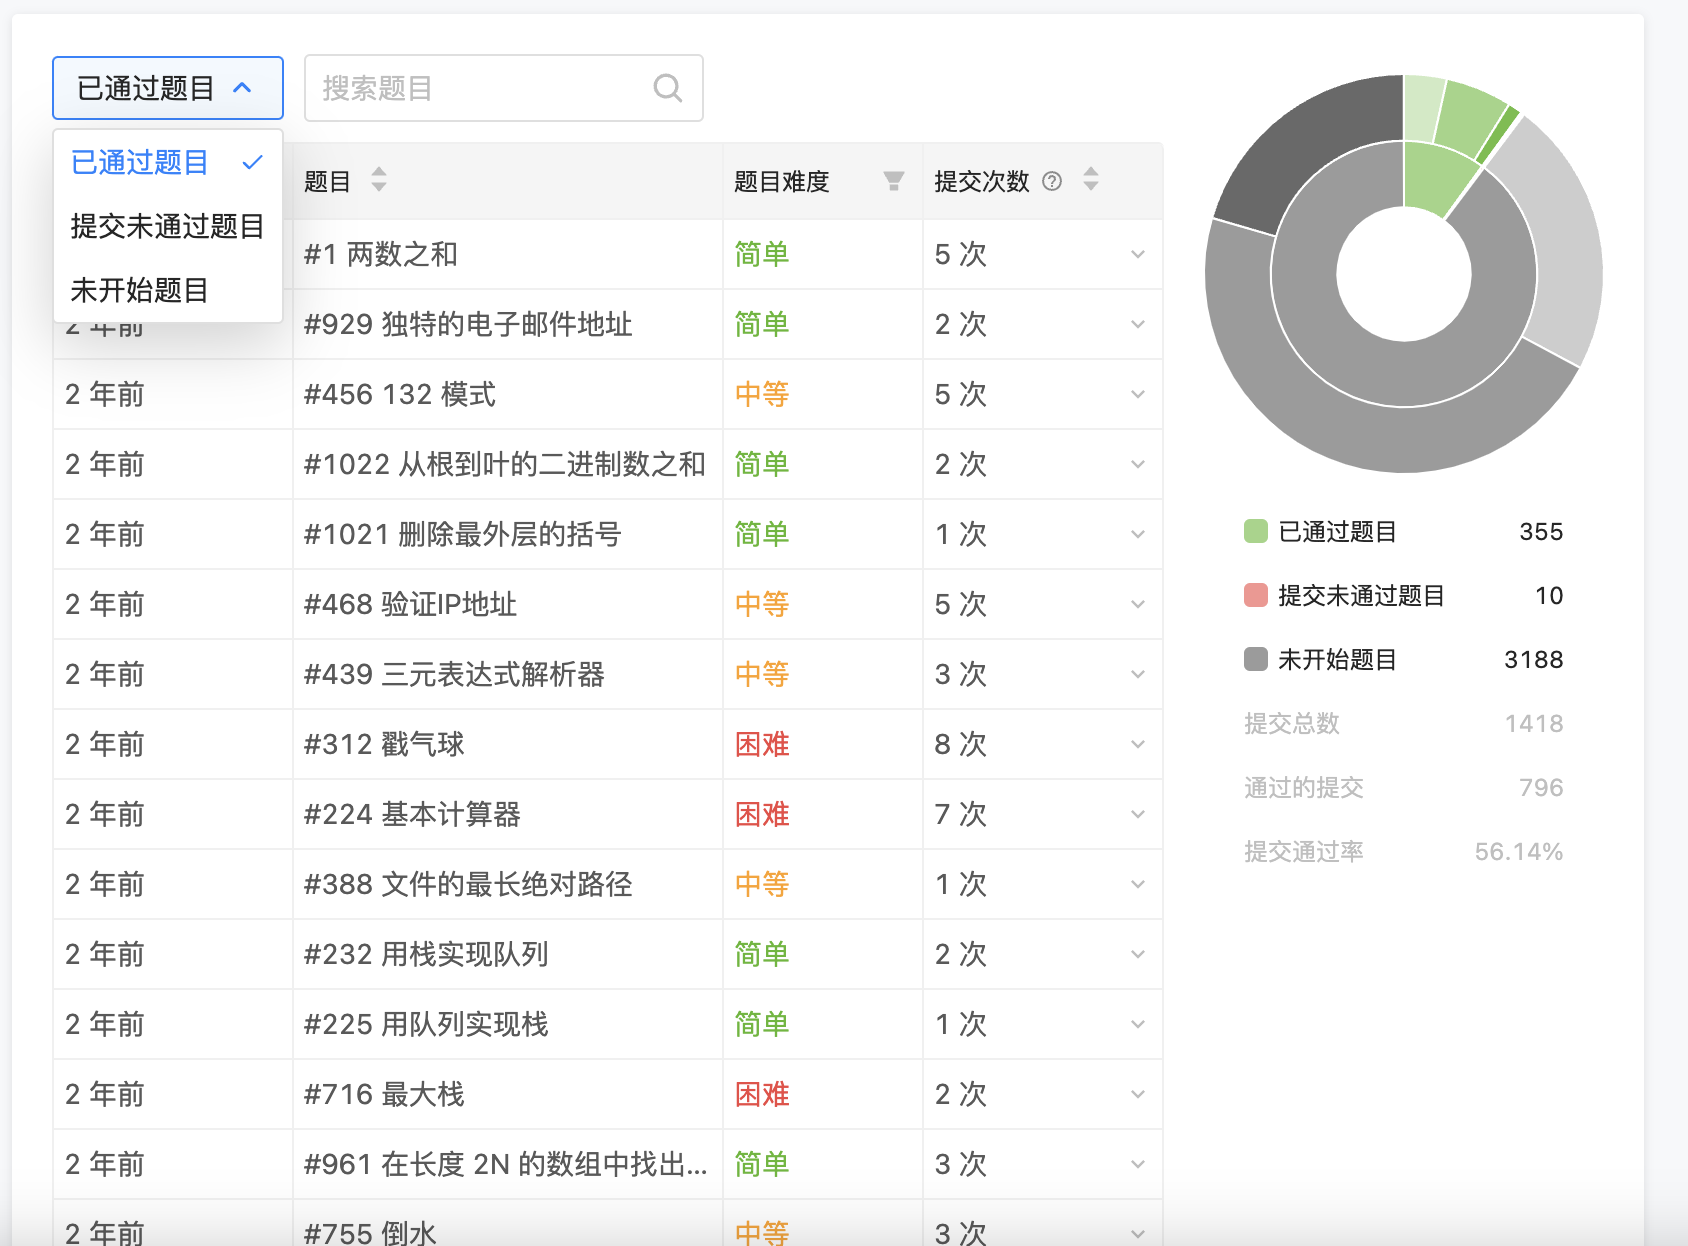 已通过题目
搜索题目
已通过题目
提交未通过题目
未开始题目
题目 题目难度 提交次数 ?
#1 两数之和 简单 5 次
2 年前 #929 独特的电子邮件地址 简单 2 次
2 年前 #456 132 模式 中等 5 次
2 年前 #1022 从根到叶的二进制数之和 简单 2 次
2 年前 #1021 删除最外层的括号 简单 1 次
2 年前 #468 验证IP地址 中等 5 次
2 年前 #439 三元表达式解析器 中等 3 次
2 年前 #312 戳气球 困难 8 次
2 年前 #224 基本计算器 困难 7 次
2 年前 #388 文件的最长绝对路径 中等 1 次
2 年前 #232 用栈实现队列 简单 2 次
2 年前 #225 用队列实现栈 简单 1 次
2 年前 #716 最大栈 困难 2 次
2 年前 #961 在长度 2N 的数组中找出... 简单 3 次
2 年前 #755 倒水 中等 3 次
已通过题目 355
提交未通过题目 10
未开始题目 3188
提交总数 1418
通过的提交 796
提交通过率 56.14%